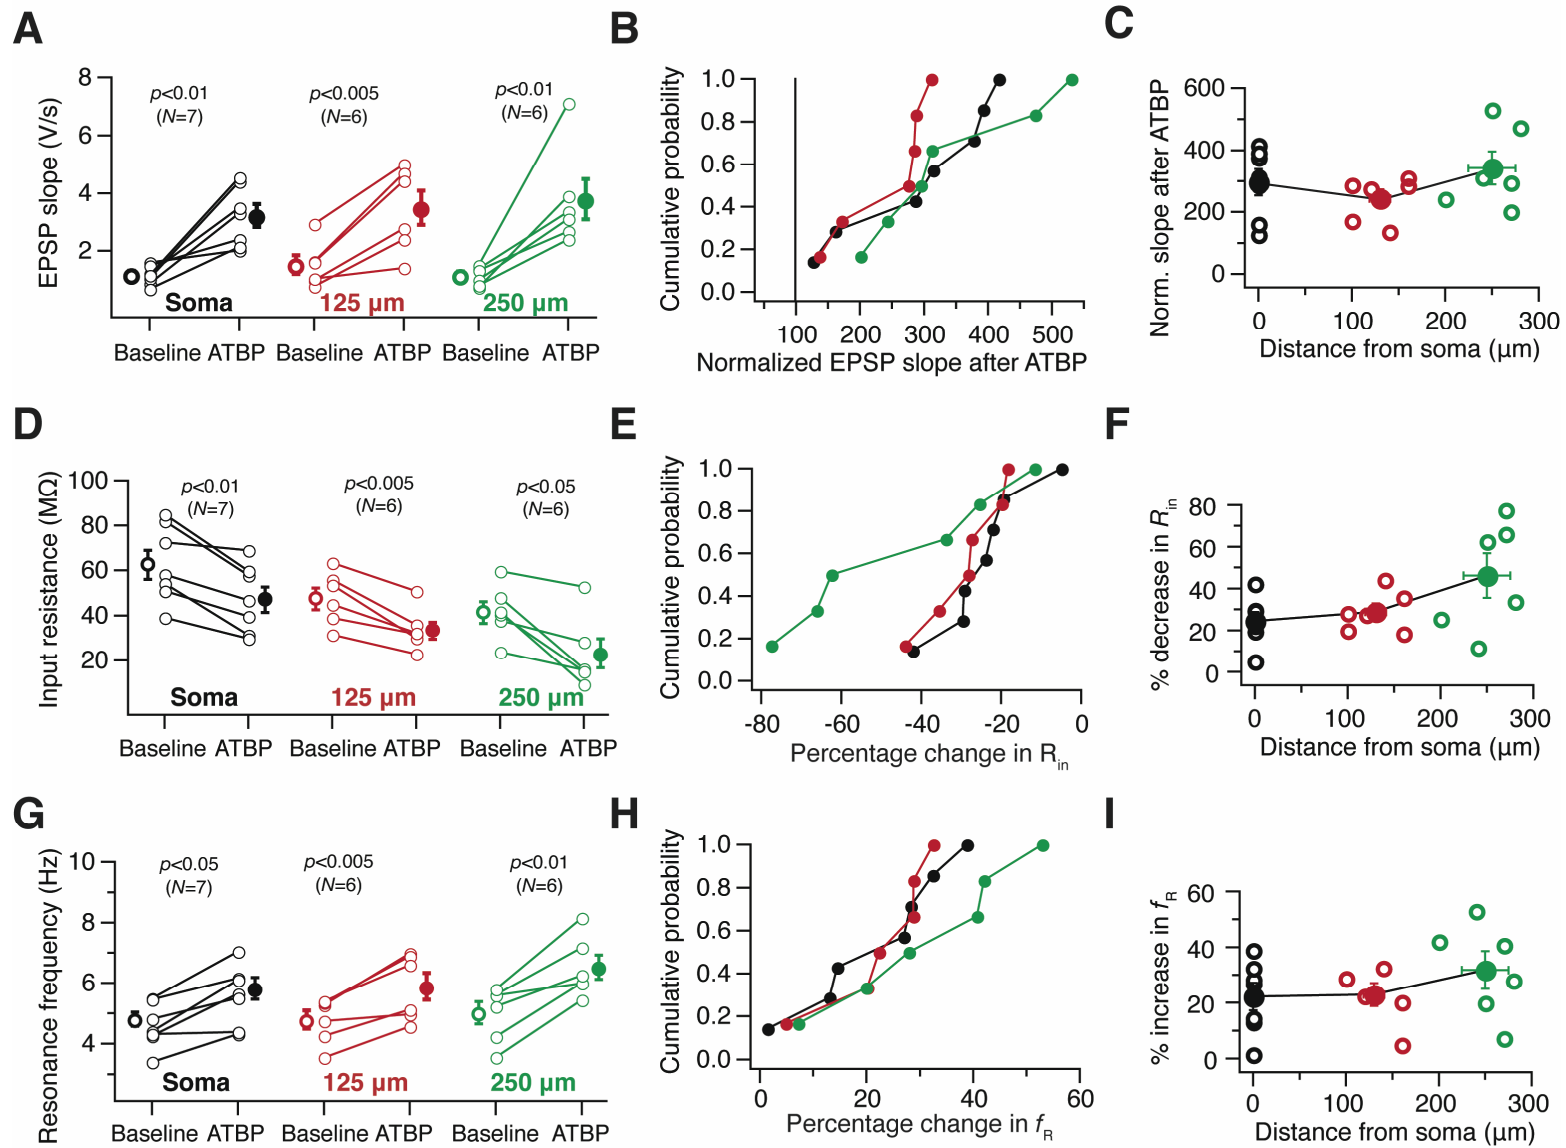 A
EPSP slope (V/s)
8
6
4
2
p<0.01
(N=7)
p<0.005
(N=6)
p<0.01
(N=6)
Soma
125 µm
250 µm
Baseline ATBP
Baseline ATBP
Baseline ATBP
B
Cumulative probability
1.0
0.8
0.6
0.4
0.2
0.0
100 200 300 400 500
Normalized EPSP slope after ATBP
C
Norm. slope after ATBP
600
400
200
0
0 100 200 300
Distance from soma (µm)
D
Input resistance (MΩ)
100
80
60
40
20
p<0.01
(N=7)
p<0.005
(N=6)
p<0.05
(N=6)
Soma
125 µm
250 µm
Baseline ATBP
Baseline ATBP
Baseline ATBP
E
Cumulative probability
1.0
0.8
0.6
0.4
0.2
0.0
-80 -60 -40 -20 0
Percentage change in Rin
F
% decrease in Rin
80
60
40
20
0
0 100 200 300
Distance from soma (µm)
G
Resonance frequency (Hz)
10
8
6
4
p<0.05
(N=7)
p<0.005
(N=6)
p<0.01
(N=6)
Soma
125 µm
250 µm
Baseline ATBP
Baseline ATBP
Baseline ATBP
H
Cumulative probability
1.0
0.8
0.6
0.4
0.2
0.0
0 20 40 60
Percentage change in fR
I
% increase in fR
60
40
20
0
0 100 200 300
Distance from soma (µm)